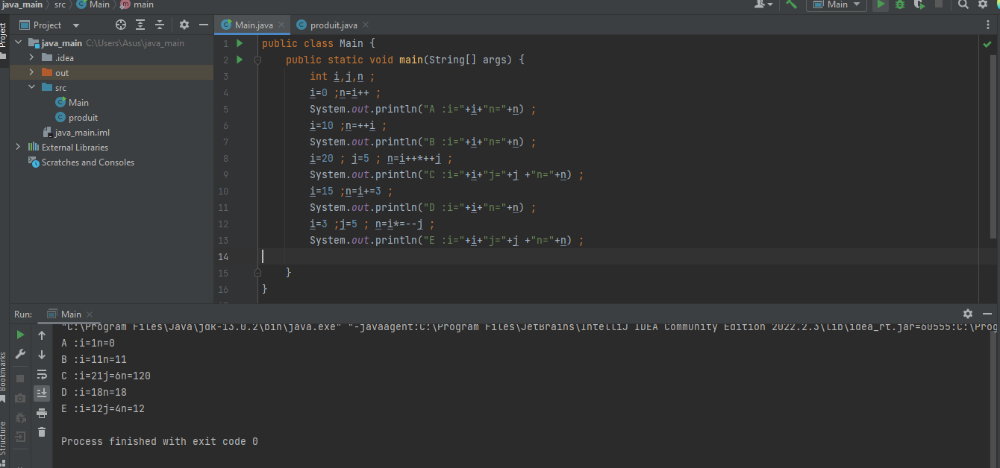 java_main src Main main
Main
Project
Project
java_main C:\Users\Asus\java_main
.idea
out
src
Main
produit
java_main.iml
External Libraries
Scratches and Consoles
Main.java produit.java
1 public class Main {
2 public static void main(String[] args) {
3 int i,j,n ;
4 i=0 ;n=i++ ;
5 System.out.println("A :i="+i+"n="+n) ;
6 i=10 ;n=++i ;
7 System.out.println("B :i="+i+"n="+n) ;
8 i=20 ; j=5 ; n=i++*++j ;
9 System.out.println("C :i="+i+"j="+j +"n="+n) ;
10 i=15 ;n=i+=3 ;
11 System.out.println("D :i="+i+"n="+n) ;
12 i=3 ;j=5 ; n=i*=--j ;
13 System.out.println("E :i="+i+"j="+j +"n="+n) ;
14
15 }
16 }
Run: Main
"C:\Program Files\Java\jdk-13.0.2\bin\java.exe" "-javaagent:C:\Program Files\JetBrains\IntelliJ IDEA Community Edition 2022.2.3\lib\idea_rt.jar=60555:C:\Prog
A :i=1n=0
B :i=11n=11
C :i=21j=6n=120
D :i=18n=18
E :i=12j=4n=12
Process finished with exit code 0
Bookmarks
Structure